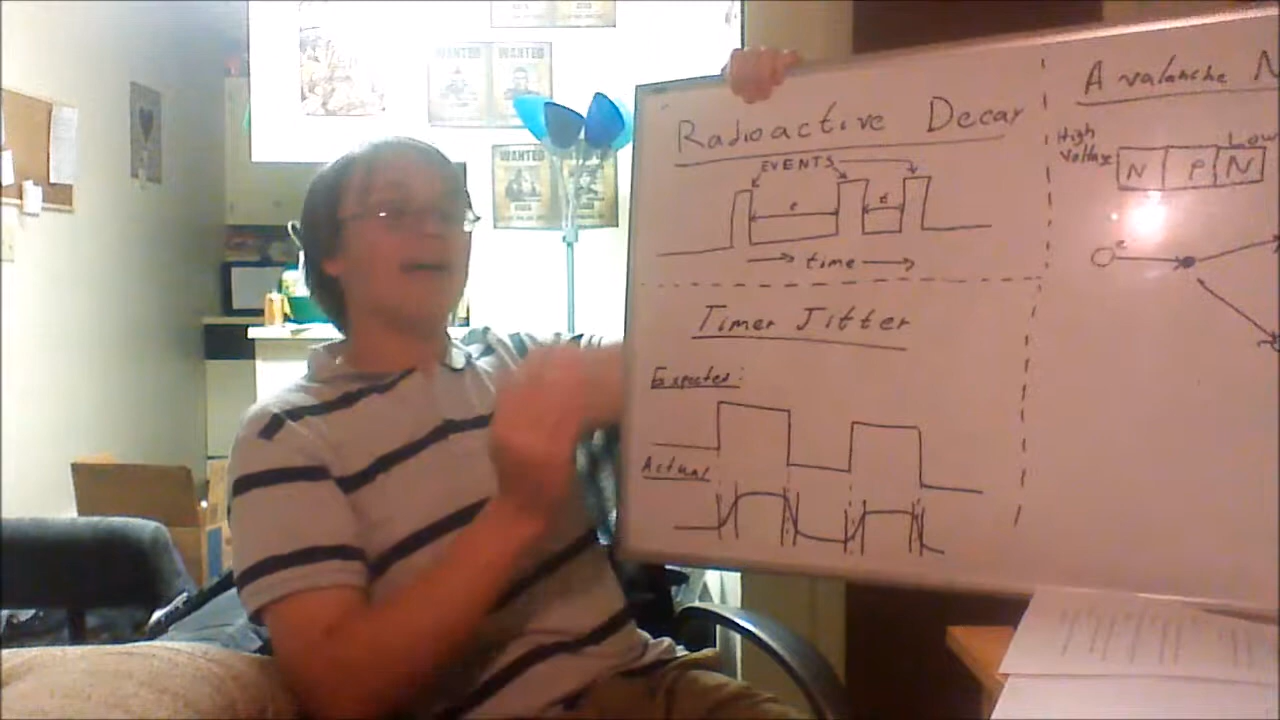 WANTED WANTED
WANTED
Radioactive Decay
EVENTS
t
t
time
Timer Jitter
Expected:
Actual
Avalanche N
High
Voltage
Low
N P N
e